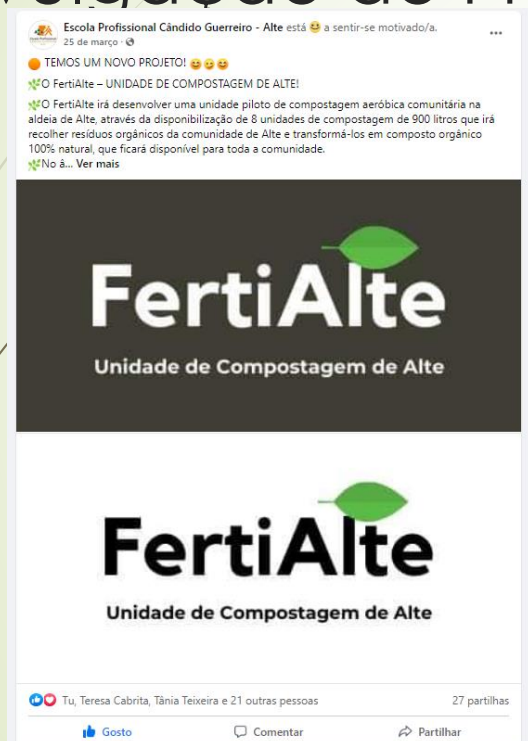 Escola Profissional Cândido Guerreiro - Alte está 😄 a sentir-se motivado/a.
25 de março ·
🟠 TEMOS UM NOVO PROJETO! 😄😄😄
🌿O FertiAlte – UNIDADE DE COMPOSTAGEM DE ALTE!
🌿O FertiAlte irá desenvolver uma unidade piloto de compostagem aeróbica comunitária na
aldeia de Alte, através da disponibilização de 8 unidades de compostagem de 900 litros que irá
recolher resíduos orgânicos da comunidade de Alte e transformá-los em composto orgânico
100% natural, que ficará disponível para toda a comunidade.
🌿No â... Ver mais
FertiAlte
Unidade de Compostagem de Alte
FertiAlte
Unidade de Compostagem de Alte
Tu, Teresa Cabrita, Tânia Teixeira e 21 outras pessoas
27 partilhas
Gosto
Comentar
Partilhar